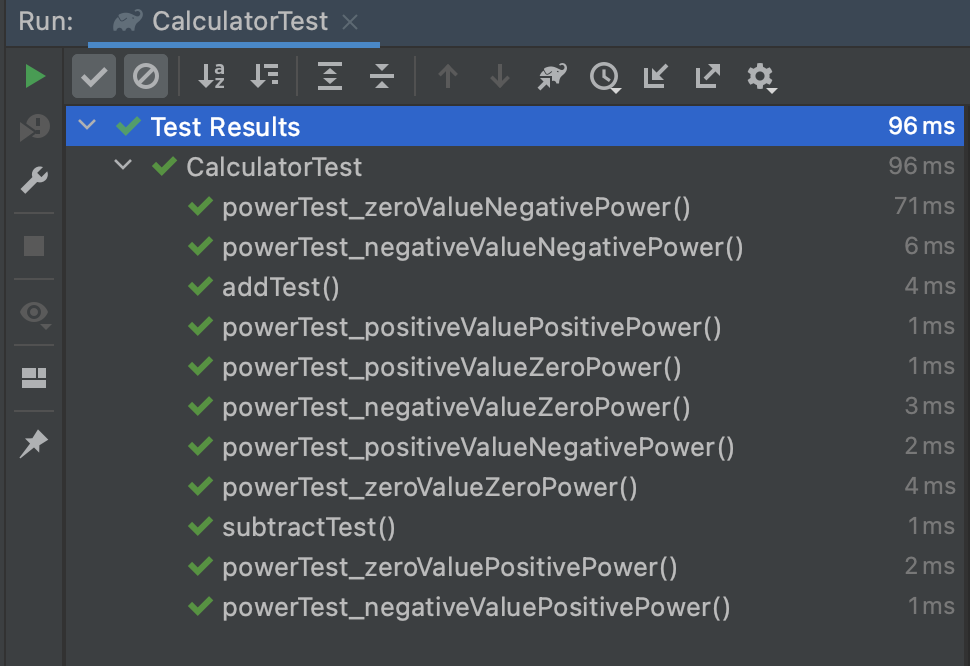 Run: CalculatorTest
Test Results 96 ms
CalculatorTest 96 ms
powerTest_zeroValueNegativePower() 71 ms
powerTest_negativeValueNegativePower() 6 ms
addTest() 4 ms
powerTest_positiveValuePositivePower() 1 ms
powerTest_positiveValueZeroPower() 1 ms
powerTest_negativeValueZeroPower() 3 ms
powerTest_positiveValueNegativePower() 2 ms
powerTest_zeroValueZeroPower() 4 ms
subtractTest() 1 ms
powerTest_zeroValuePositivePower() 2 ms
powerTest_negativeValuePositivePower() 1 ms